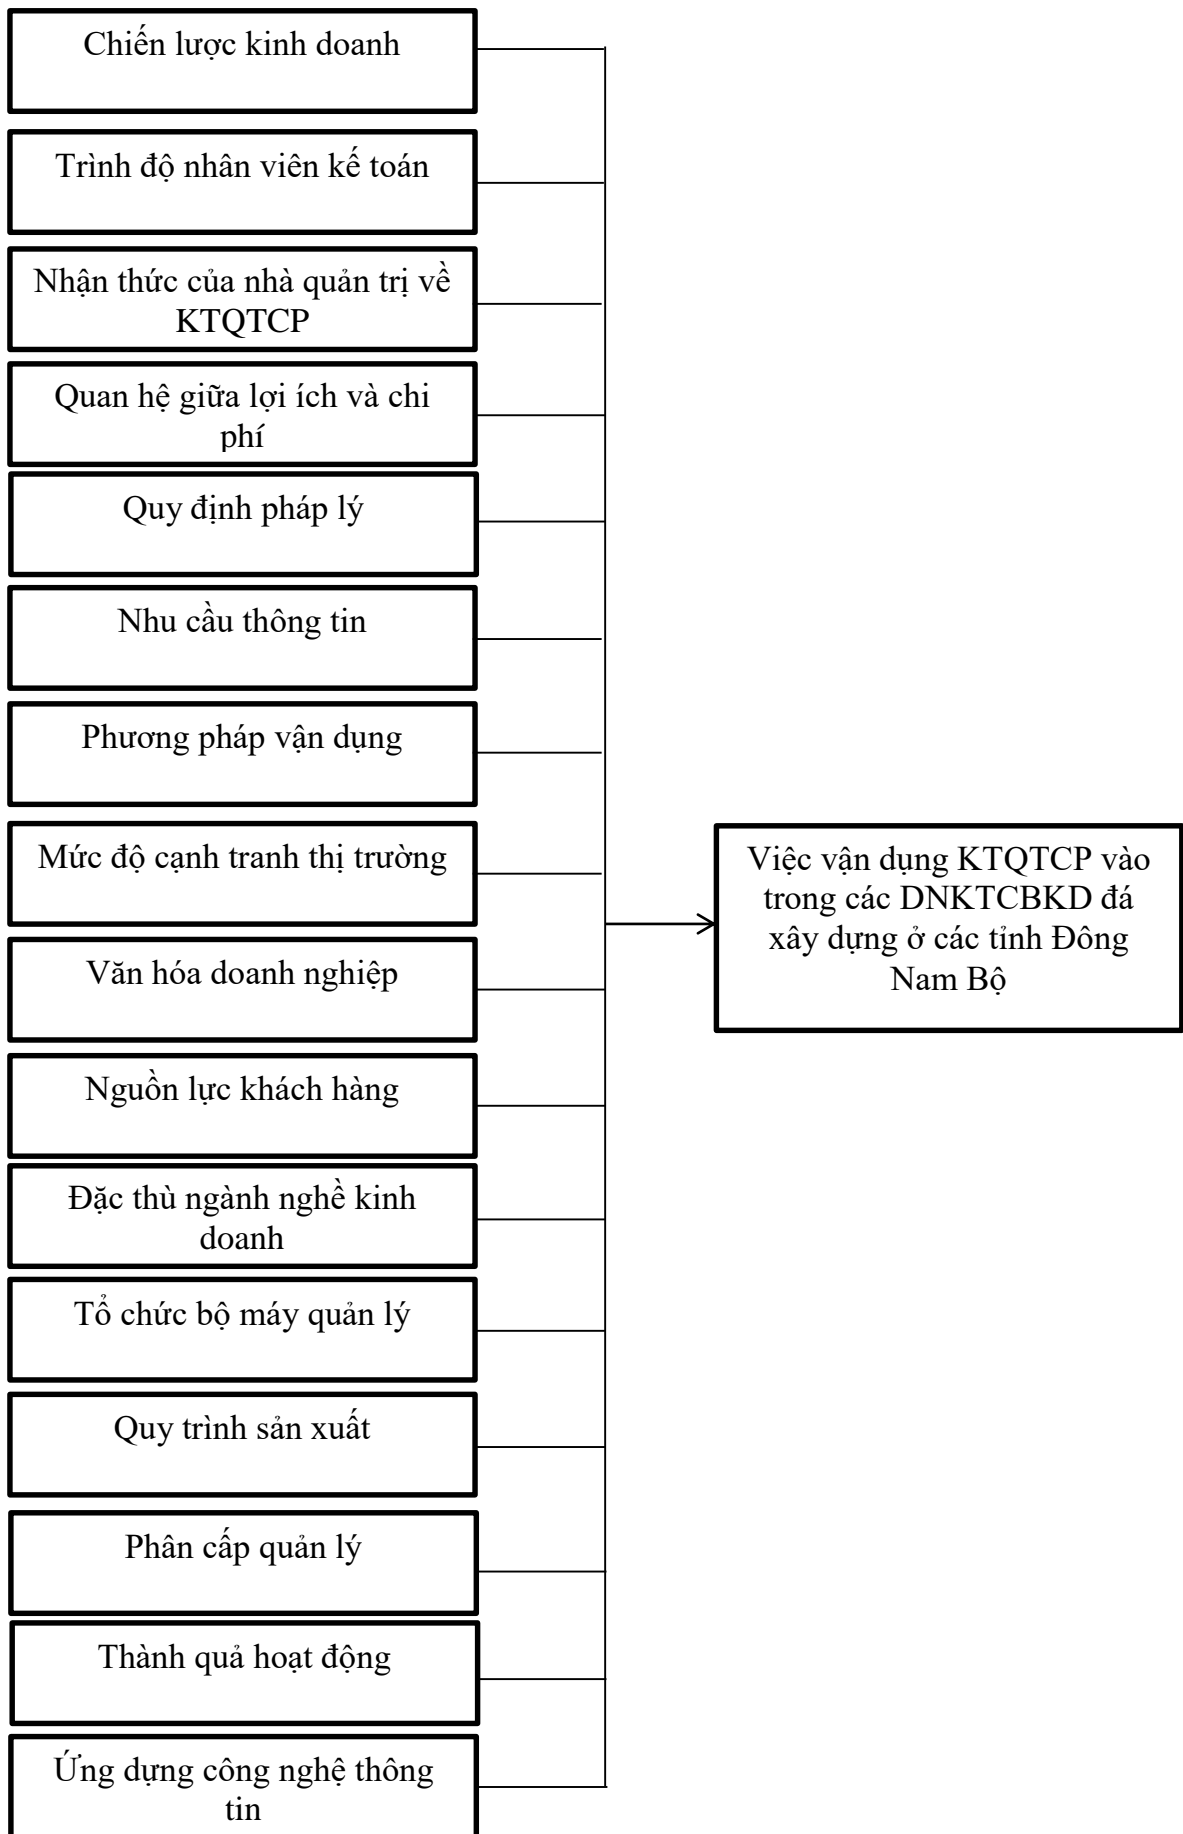 Chiến lược kinh doanh
Trình độ nhân viên kế toán
Nhận thức của nhà quản trị về
KTQTCP
Quan hệ giữa lợi ích và chi
phí
Quy định pháp lý
Nhu cầu thông tin
Phương pháp vận dụng
Mức độ cạnh tranh thị trường
Văn hóa doanh nghiệp
Nguồn lực khách hàng
Đặc thù ngành nghề kinh
doanh
Tổ chức bộ máy quản lý
Quy trình sản xuất
Phân cấp quản lý
Thành quả hoạt động
Ứng dụng công nghệ thông
tin
Việc vận dụng KTQTCP vào
trong các DNKTCBKD đá
xây dựng ở các tỉnh Đông
Nam Bộ